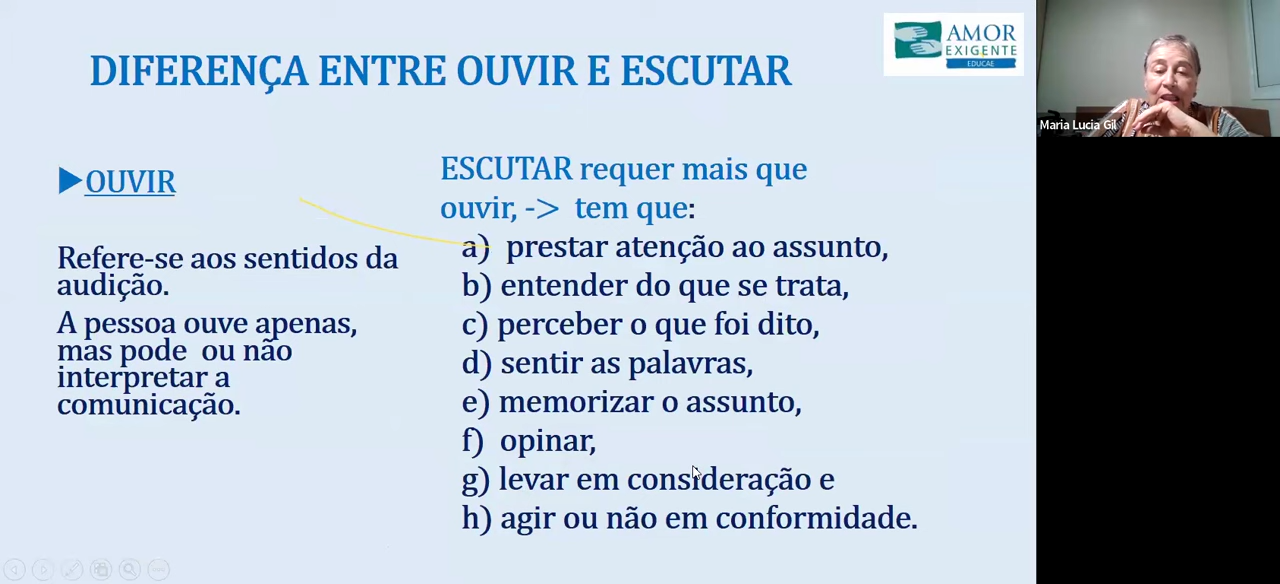 DIFERENÇA ENTRE OUVIR E ESCUTAR
AMOR
EXIGENTE
EDUCAE
Maria Lucia Gil
OUVIR
Refere-se aos sentidos da
audição.
A pessoa ouve apenas,
mas pode  ou não
interpretar a
comunicação.
ESCUTAR requer mais que
ouvir, ->  tem que:
a)  prestar atenção ao assunto,
b) entender do que se trata,
c) perceber o que foi dito,
d) sentir as palavras,
e) memorizar o assunto,
f)  opinar,
g) levar em consideração e
h) agir ou não em conformidade.